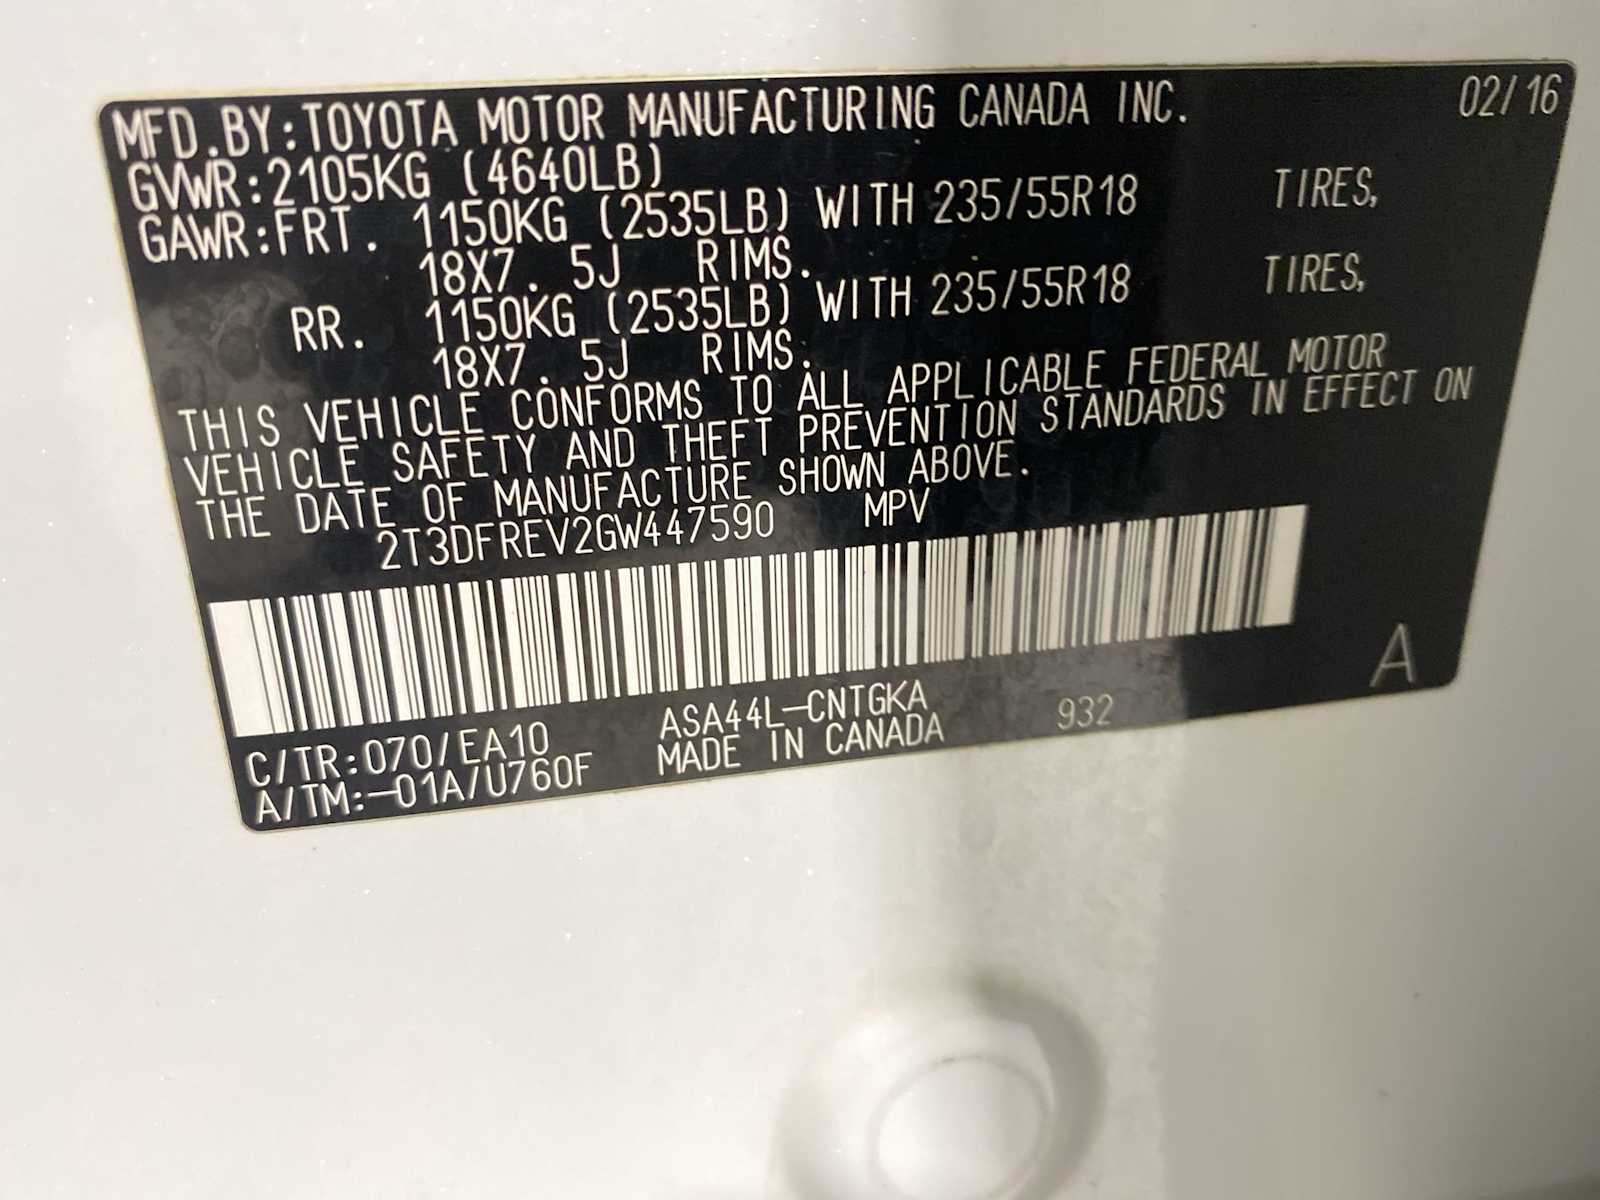 MFD.BY:TOYOTA MOTOR MANUFACTURING CANADA INC. 02/16
GVWR:2105KG (4640LB)
GAWR:FRT. 1150KG (2535LB) WITH 235/55R18 TIRES,
18X7. 5J RIMS.
RR. 1150KG (2535LB) WITH 235/55R18 TIRES,
18X7. 5J RIMS.
THIS VEHICLE CONFORMS TO ALL APPLICABLE FEDERAL MOTOR
VEHICLE SAFETY AND THEFT PREVENTION STANDARDS IN EFFECT ON
THE DATE OF MANUFACTURE SHOWN ABOVE.
2T3DFREV2GW447590 MPV
A
C/TR:070/EA10 ASA44L-CNTGKA 932
A/TM:-01A/U760F MADE IN CANADA